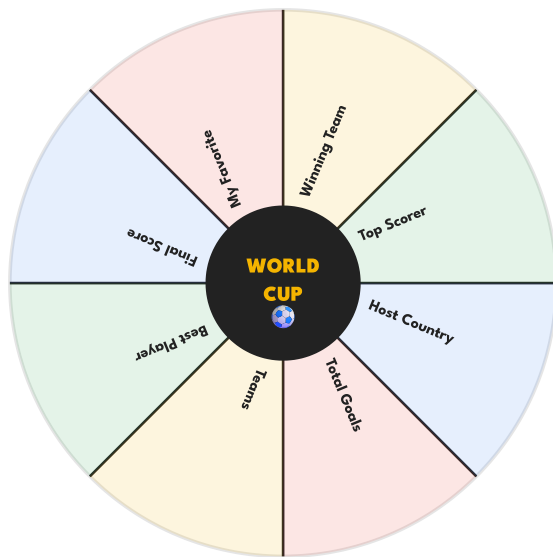 WORLD
CUP
Winning Team
Top Scorer
Host Country
Total Goals
Teams
Best Player
Final Score
My Favorite